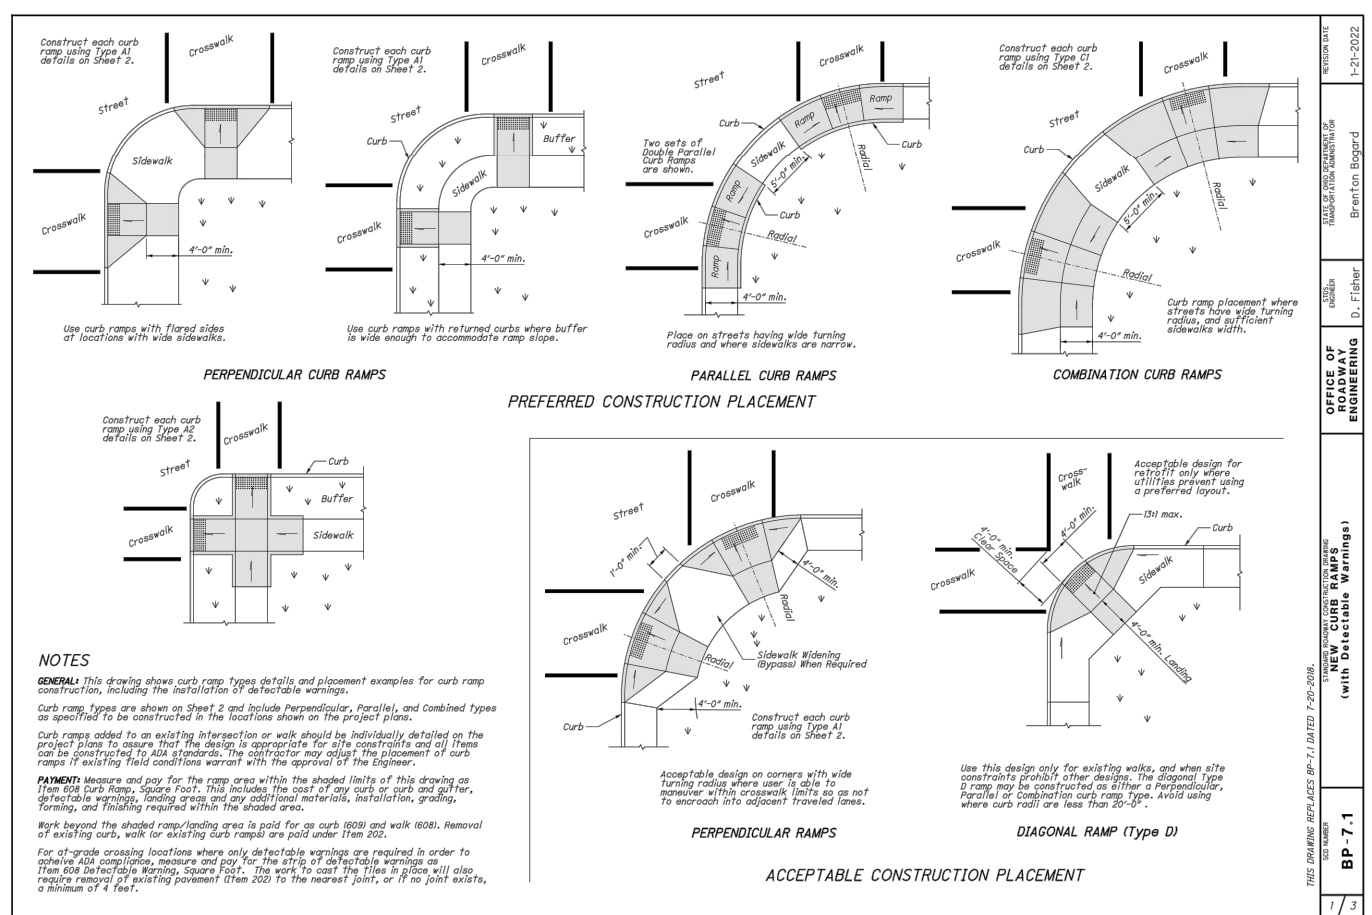 Construct each curb
ramp using Type A1
details on Sheet 2.
Crosswalk
Street
Sidewalk
Crosswalk
4'-0" min.
Use curb ramps with flared sides
at locations with wide sidewalks.
Construct each curb
ramp using Type A1
details on Sheet 2.
Crosswalk
Street
Curb
Buffer
Sidewalk
Crosswalk
4'-0" min.
Use curb ramps with returned curbs where buffer
is wide enough to accommodate ramp slope.
PERPENDICULAR CURB RAMPS
Street
Crosswalk
Curb
Ramp
Ramp
Curb
Two sets of
Double Parallel
Curb Ramps
are shown.
Sidewalk
5'-0" min.
Radial
Ramp
Curb
Crosswalk
Radial
Ramp
4'-0" min.
Place on streets having wide turning
radius and where sidewalks are narrow.
PARALLEL CURB RAMPS
Construct each curb
ramp using Type C1
details on Sheet 2.
Crosswalk
Street
Curb
Sidewalk
5'-0" min.
Radial
Crosswalk
Radial
4'-0" min.
Curb ramp placement where
streets have wide turning
radius, and sufficient
sidewalks width.
COMBINATION CURB RAMPS
PREFERRED CONSTRUCTION PLACEMENT
Construct each curb
ramp using Type A2
details on Sheet 2.
Crosswalk
Street
Curb
Buffer
Crosswalk
Sidewalk
NOTES
GENERAL: This drawing shows curb ramp types details and placement examples for curb ramp
construction, including the installation of detectable warnings.
Curb ramp types are shown on Sheet 2 and include Perpendicular, Parallel, and Combined types
as specified to be constructed in the locations shown on the project plans.
Curb ramps added to an existing intersection or walk should be individually detailed on the
project plans to assure that the design is appropriate for site constraints and all items
can be constructed to ADA standards. The contractor may adjust the placement of curb
ramps if existing field conditions warrant with the approval of the Engineer.
PAYMENT: Measure and pay for the ramp area within the shaded limits of this drawing as
Item 608 Curb Ramp, Square Foot. This includes the cost of any curb or curb and gutter,
detectable warnings, landing areas and any additional materials, installation, grading,
forming, and finishing required within the shaded area.
Work beyond the shaded ramp/landing area is paid for as curb (609) and walk (608). Removal
of existing curb, walk (or existing curb ramps) are paid under Item 202.
For at-grade crossing locations where only detectable warnings are required in order to
acheive ADA compliance, measure and pay for the strip of detectable warnings as
Item 608 Detectable Warning, Square Foot. The work to cast the tiles in place will also
require removal of existing pavement (Item 202) to the nearest joint, or if no joint exists,
a minimum of 4 feet.
Street
Crosswalk
1'-0" min.
4'-0" min.
Radial
Crosswalk
Radial
Sidewalk Widening
(Bypass) When Required
4'-0" min.
Curb
Construct each curb
ramp using Type A1
details on Sheet 2.
Acceptable design on corners with wide
turning radius where user is able to
maneuver within crosswalk limits so as not
to encroach into adjacent traveled lanes.
PERPENDICULAR RAMPS
Cross-
walk
Acceptable design for
retrofit only where
utilities prevent using
a preferred layout.
13:1 max.
Curb
4'-0" min.
4'-0" min.
Clear Space
Crosswalk
Sidewalk
4'-0" min. Landing
Use this design only for existing walks, and when site
constraints prohibit other designs. The diagonal Type
D ramp may be constructed as either a Perpendicular,
Parallel or Combination curb ramp type. Avoid using
where curb radii are less than 20'-0".
DIAGONAL RAMP (Type D)
ACCEPTABLE CONSTRUCTION PLACEMENT
REVISION DATE
1-21-2022
STATE OF OHIO DEPARTMENT OF
TRANSPORTATION ADMINISTRATOR
Brenton Bogard
STDS.
ENGINEER
D. Fisher
OFFICE OF
ROADWAY
ENGINEERING
STANDARD ROADWAY CONSTRUCTION DRAWING
NEW CURB RAMPS
(with Detectable Warnings)
THIS DRAWING REPLACES BP-7.1 DATED 7-20-2018.
SCD NUMBER
BP-7.1
1/3